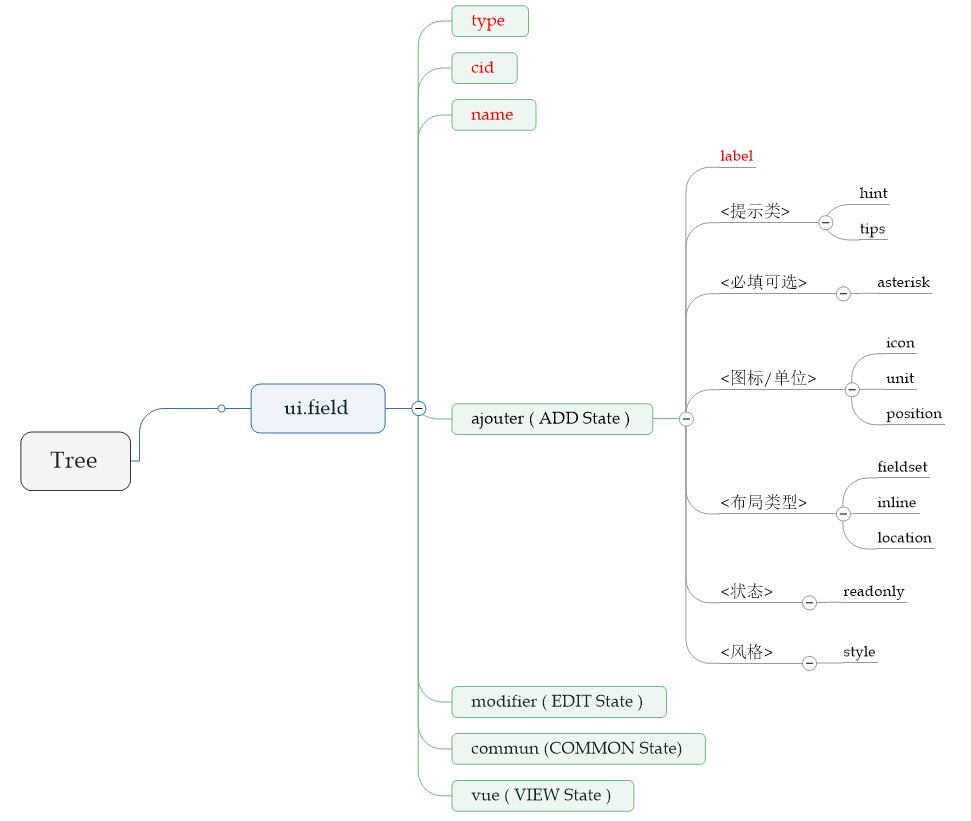 Tree
ui.field
type
cid
name
ajouter ( ADD State )
label
<提示类>
hint
tips
<必填可选>
asterisk
<图标/单位>
icon
unit
position
<布局类型>
fieldset
inline
location
<状态>
readonly
<风格>
style
modifier ( EDIT State )
commun (COMMON State)
vue ( VIEW State )